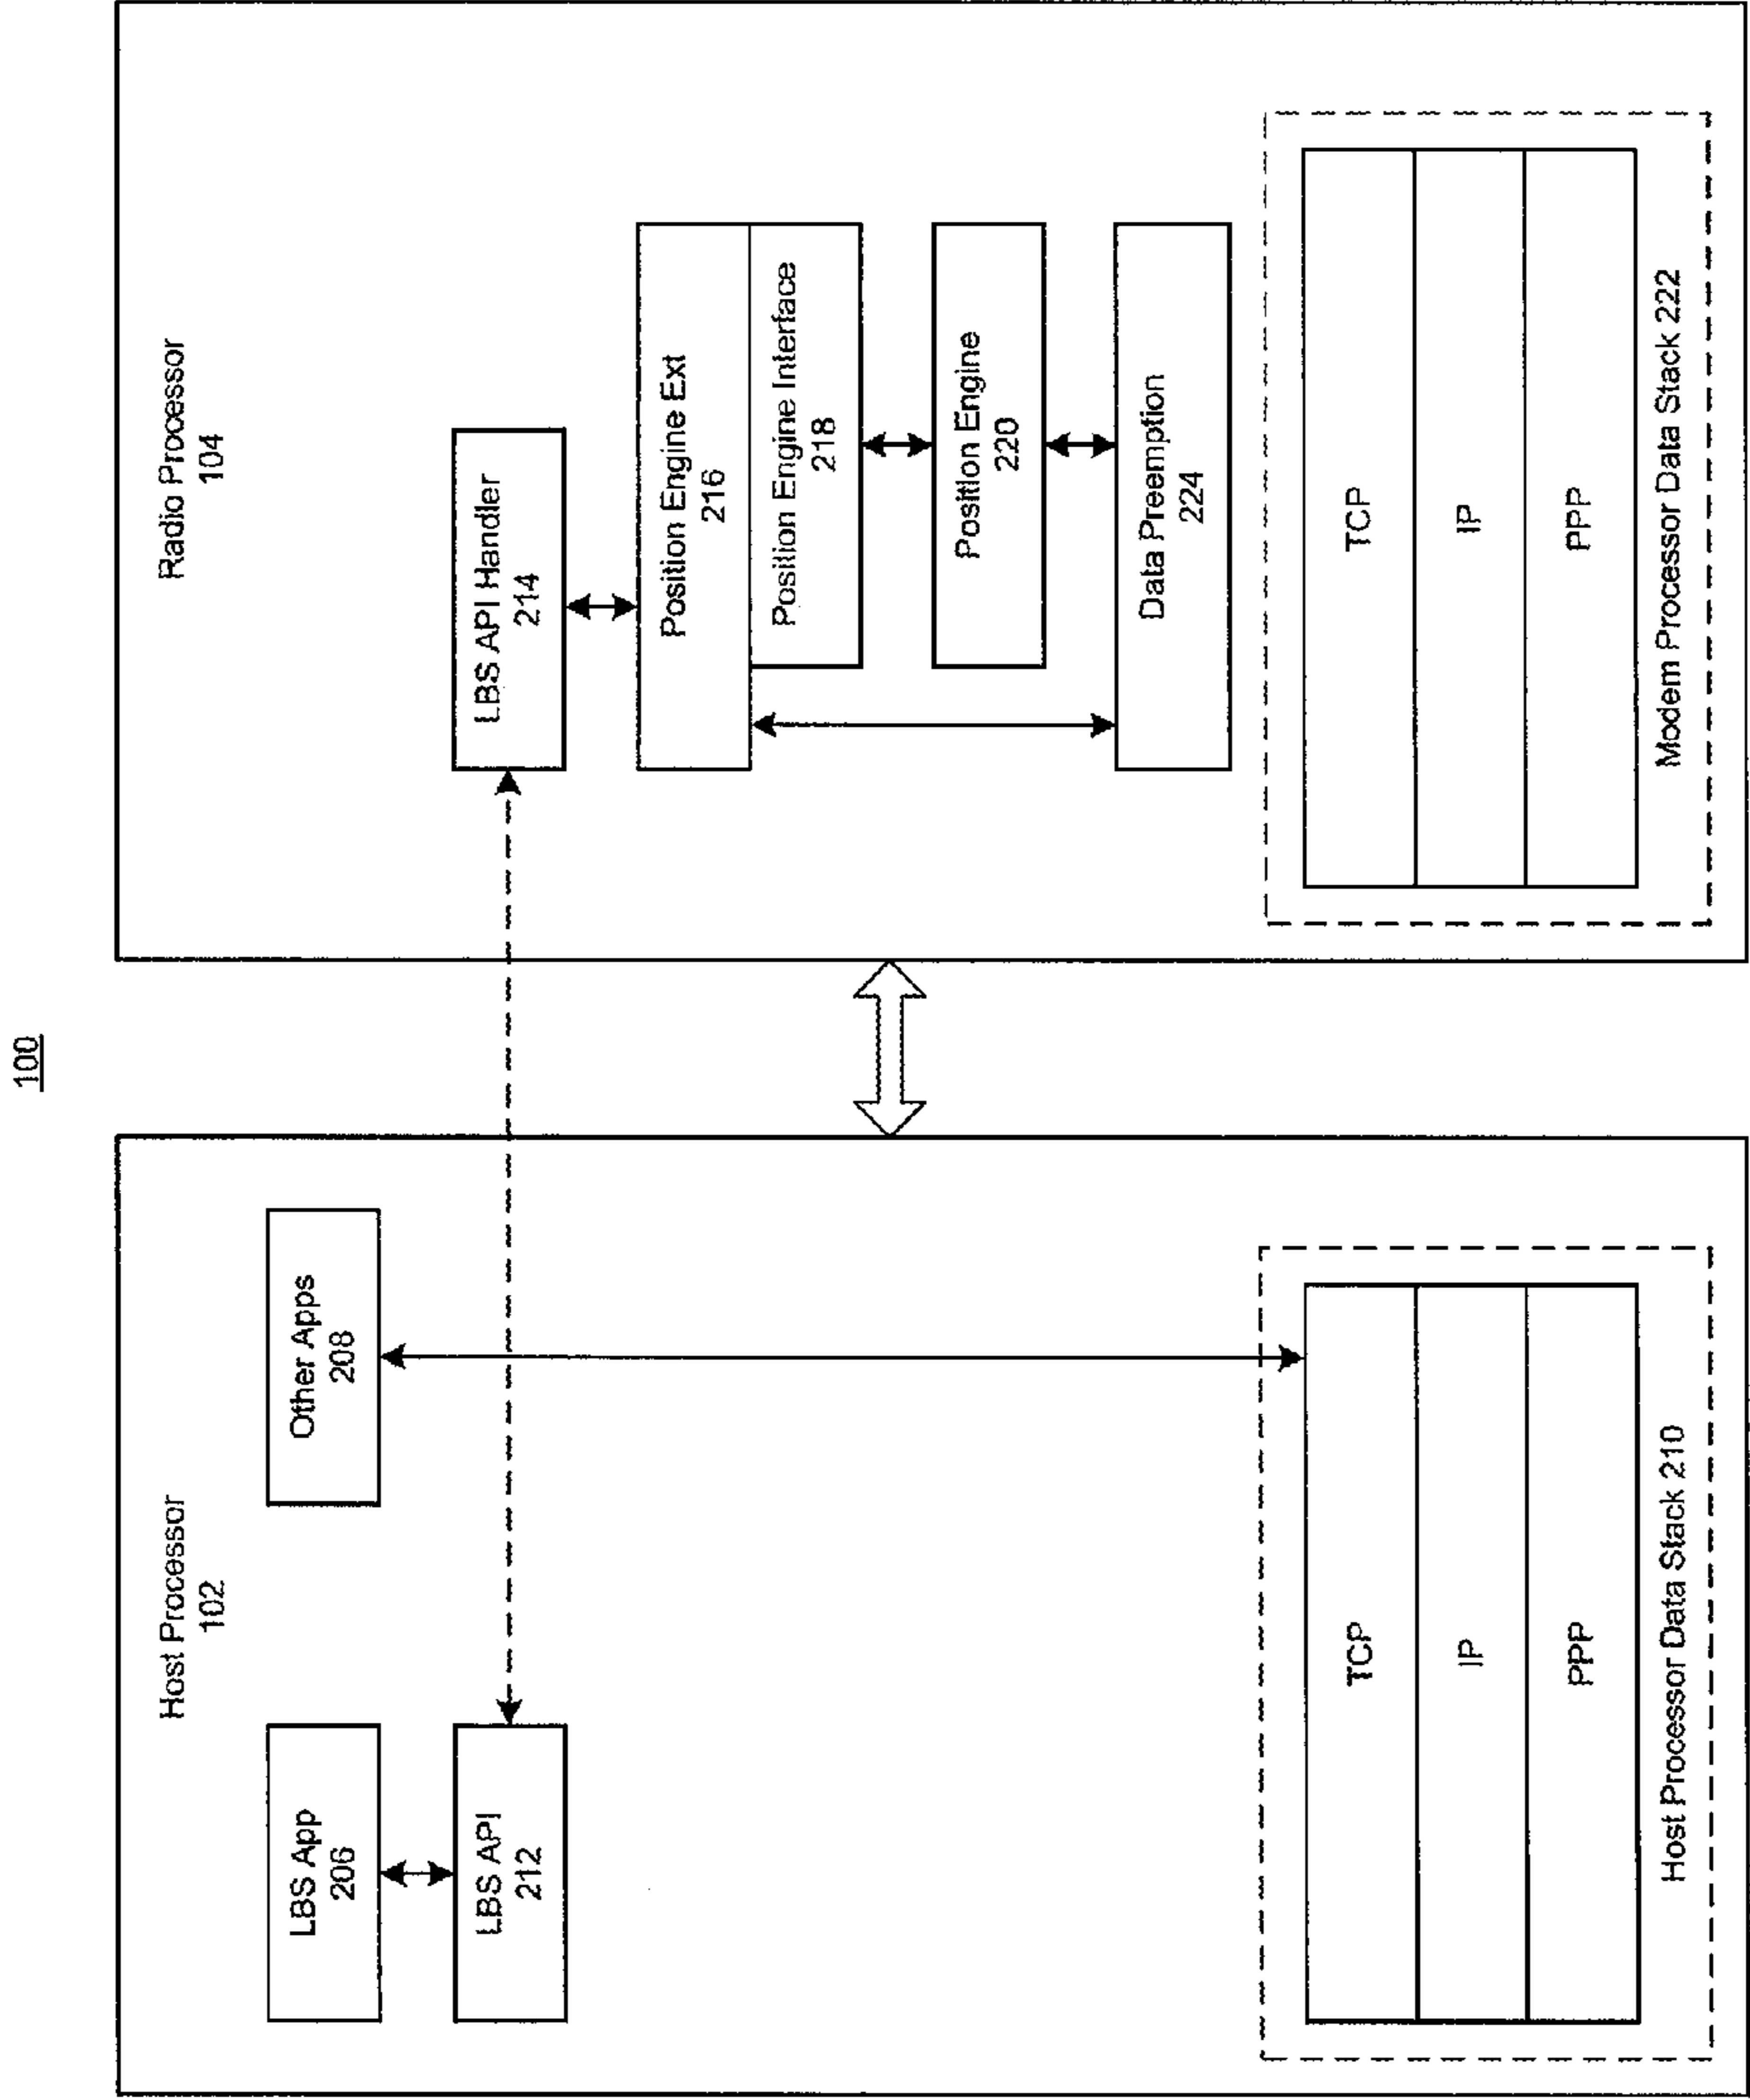 100
Host Processor
102
LBS App
206
Other Apps
208
LBS API
212
TCP
IP
PPP
Host Processor Data Stack 210
Radio Processor
104
LBS API Handler
214
Position Engine Ext
216
Position Engine Interface
218
Position Engine
220
Data Preemption
224
TCP
IP
PPP
Modem Processor Data Stack 222